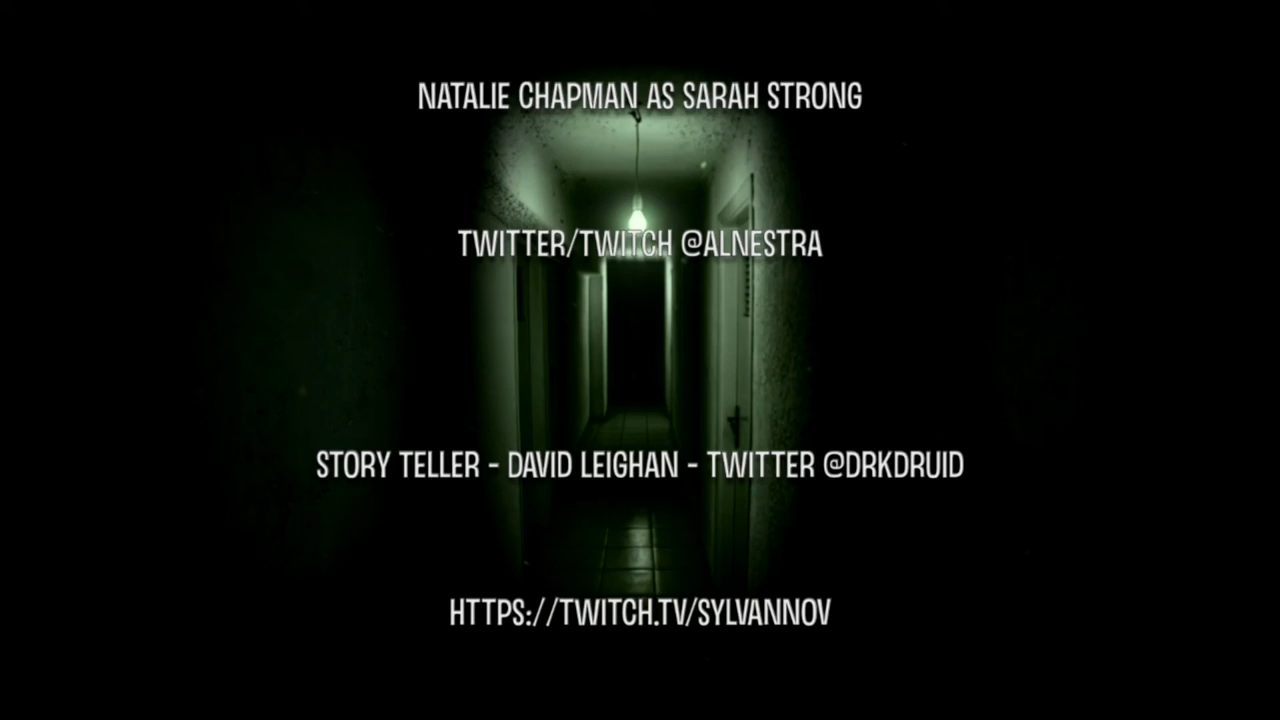 NATALIE CHAPMAN AS SARAH STRONG
TWITTER/TWITCH @ALNESTRA
STORY TELLER - DAVID LEIGHAN - TWITTER @DRKDRUID
HTTPS://TWITCH.TV/SYLVANNOV